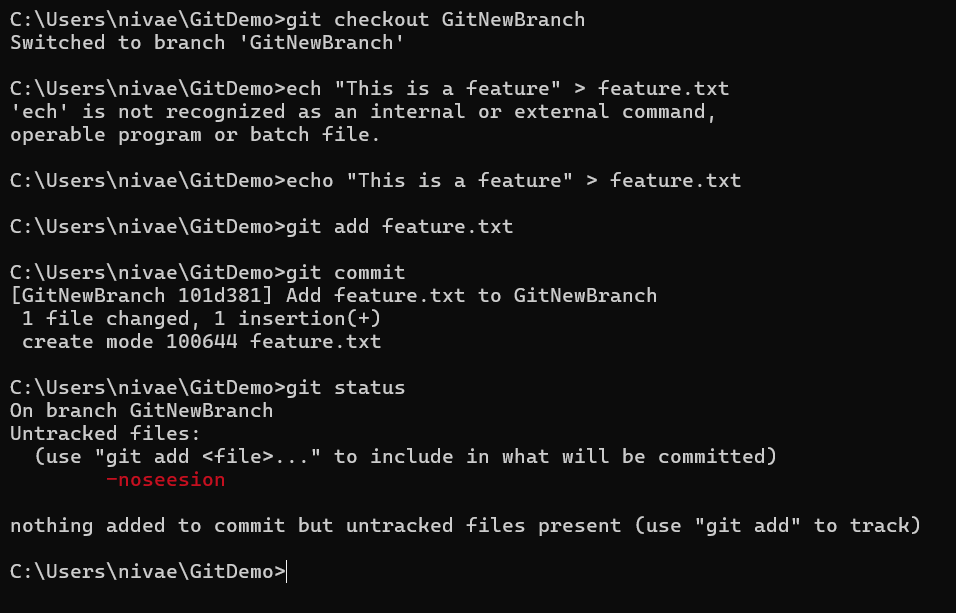 C:\Users\nivae\GitDemo>git checkout GitNewBranch
Switched to branch 'GitNewBranch'
C:\Users\nivae\GitDemo>ech "This is a feature" > feature.txt
'ech' is not recognized as an internal or external command,
operable program or batch file.
C:\Users\nivae\GitDemo>echo "This is a feature" > feature.txt
C:\Users\nivae\GitDemo>git add feature.txt
C:\Users\nivae\GitDemo>git commit
[GitNewBranch 101d381] Add feature.txt to GitNewBranch
 1 file changed, 1 insertion(+)
 create mode 100644 feature.txt
C:\Users\nivae\GitDemo>git status
On branch GitNewBranch
Untracked files:
  (use "git add <file>..." to include in what will be committed)
        -noseesion
nothing added to commit but untracked files present (use "git add" to track)
C:\Users\nivae\GitDemo>